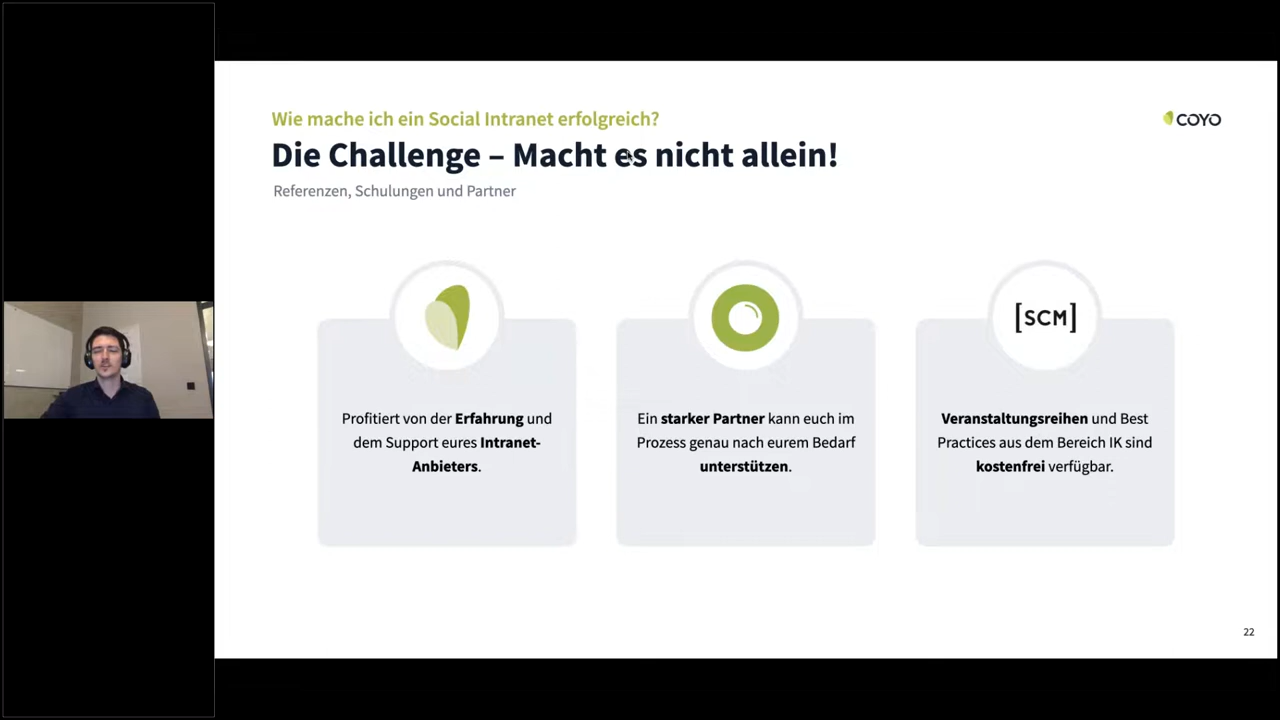 Wie mache ich ein Social Intranet erfolgreich?
COYO
Die Challenge – Macht es nicht allein!
Referenzen, Schulungen und Partner
Profitiert von der Erfahrung und
dem Support eures Intranet-
Anbieters.
Ein starker Partner kann euch im
Prozess genau nach eurem Bedarf
unterstützen.
[SCM]
Veranstaltungsreihen und Best
Practices aus dem Bereich IK sind
kostenfrei verfügbar.
22